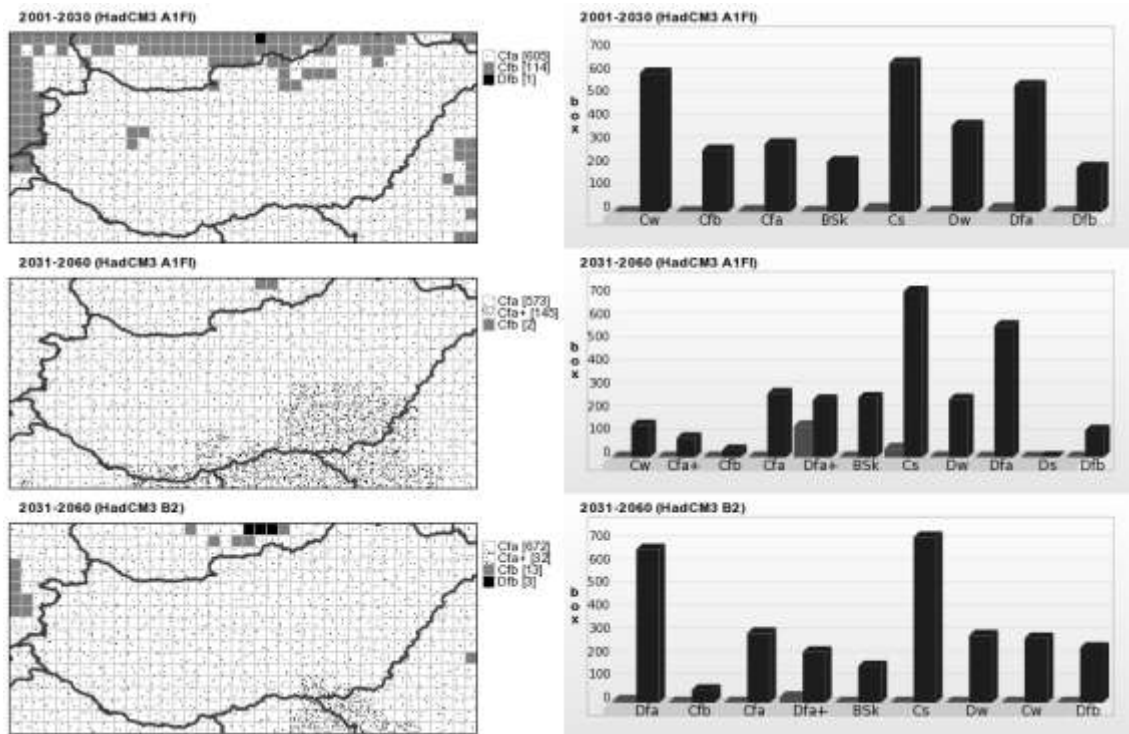 2001-2030 (HadCM3 A1FI)
Cfa [605]
Cfb [114]
Dfb [1]
2001-2030 (HadCM3 A1FI)
700
600
500
400
300
200
100
0
box
Cw Cfb Cfa BSk Cs Dw Dfa Dfb
2031-2060 (HadCM3 A1FI)
Cfa [573]
Cfa+ [145]
Cfb [2]
2031-2060 (HadCM3 A1FI)
700
600
500
400
300
200
100
0
box
Cw Cfa+ Cfb Cfa Dfa+ BSk Cs Dw Dfa Ds Dfb
2031-2060 (HadCM3 B2)
Cfa [672]
Cfa+ [32]
Cfb [13]
Dfb [3]
2031-2060 (HadCM3 B2)
700
600
500
400
300
200
100
0
box
Dfa Cfb Cfa Dfa+ BSk Cs Dw Cw Dfb